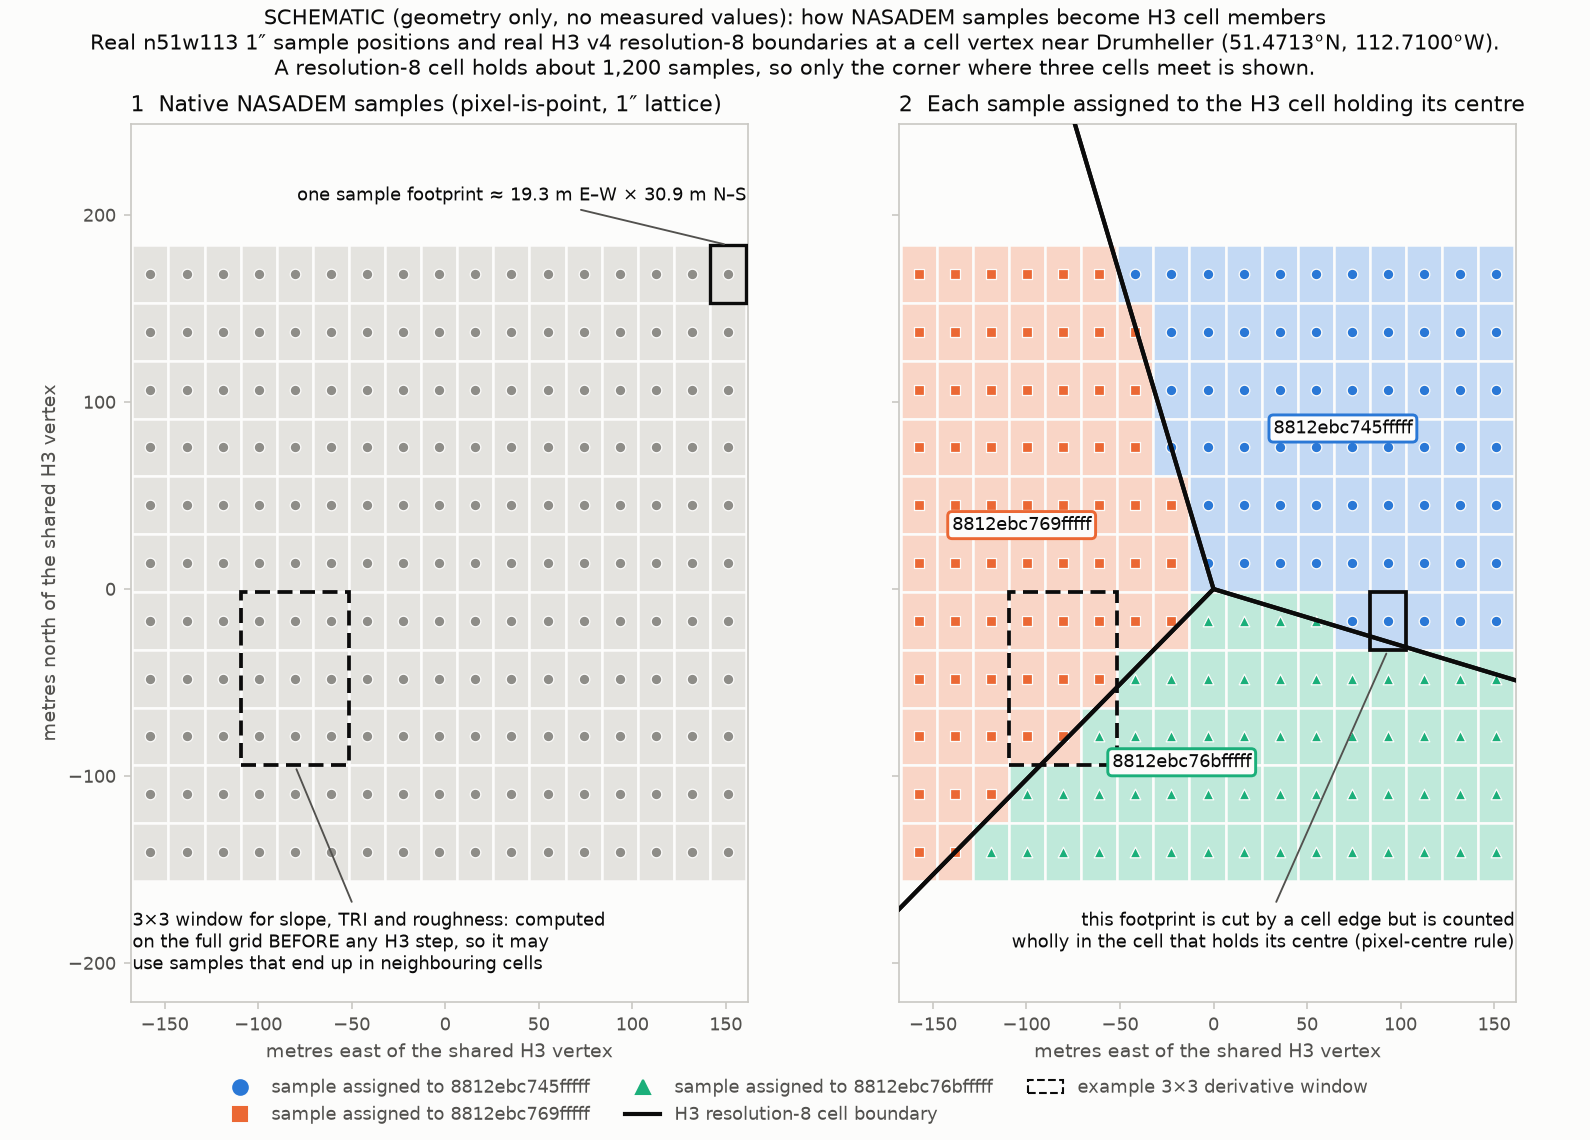 SCHEMATIC (geometry only, no measured values): how NASADEM samples become H3 cell members
Real n51w113 1″ sample positions and real H3 v4 resolution-8 boundaries at a cell vertex near Drumheller (51.4713°N, 112.7100°W).
A resolution-8 cell holds about 1,200 samples, so only the corner where three cells meet is shown.
1 Native NASADEM samples (pixel-is-point, 1″ lattice)
one sample footprint ≈ 19.3 m E–W × 30.9 m N–S
200
100
0
−100
−200
metres north of the shared H3 vertex
3×3 window for slope, TRI and roughness: computed
on the full grid BEFORE any H3 step, so it may
use samples that end up in neighbouring cells
−150 −100 −50 0 50 100 150
metres east of the shared H3 vertex
2 Each sample assigned to the H3 cell holding its centre
8812ebc745fffff
8812ebc769fffff
8812ebc76bfffff
this footprint is cut by a cell edge but is counted
wholly in the cell that holds its centre (pixel-centre rule)
−150 −100 −50 0 50 100 150
metres east of the shared H3 vertex
sample assigned to 8812ebc745fffff
sample assigned to 8812ebc769fffff
sample assigned to 8812ebc76bfffff
H3 resolution-8 cell boundary
example 3×3 derivative window